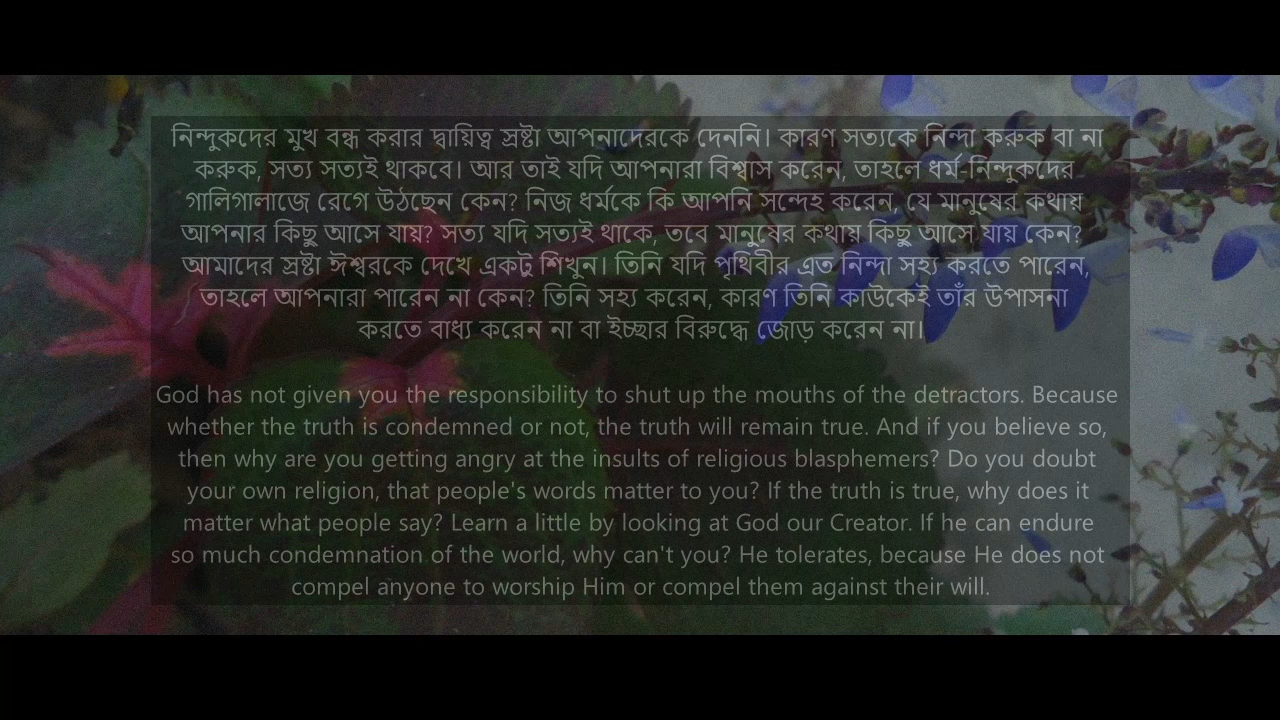 নিন্দুকদের মুখ বন্ধ করার দ্বায়িত্ব স্রষ্টা আপনাদেরকে দেননি। কারণ সত্যকে নিন্দা করুক বা না
করুক, সত্য সত্যই থাকবে। আর তাই যদি আপনারা বিশ্বাস করেন, তাহলে ধর্ম-নিন্দুকদের
গালিগালাজে রেগে উঠছেন কেন? নিজ ধর্মকে কি আপনি সন্দেহ করেন, যে মানুষের কথায়
আপনার কিছু আসে যায়? সত্য যদি সত্যই থাকে, তবে মানুষের কথায় কিছু আসে যায় কেন?
আমাদের স্রষ্টা ঈশ্বরকে দেখে একটু শিখুন। তিনি যদি পৃথিবীর এত নিন্দা সহ্য করতে পারেন,
তাহলে আপনারা পারেন না কেন? তিনি সহ্য করেন, কারণ তিনি কাউকেই তাঁর উপাসনা
করতে বাধ্য করেন না বা ইচ্ছার বিরুদ্ধে জোড় করেন না।
God has not given you the responsibility to shut up the mouths of the detractors. Because
whether the truth is condemned or not, the truth will remain true. And if you believe so,
then why are you getting angry at the insults of religious blasphemers? Do you doubt
your own religion, that people's words matter to you? If the truth is true, why does it
matter what people say? Learn a little by looking at God our Creator. If he can endure
so much condemnation of the world, why can't you? He tolerates, because He does not
compel anyone to worship Him or compel them against their will.